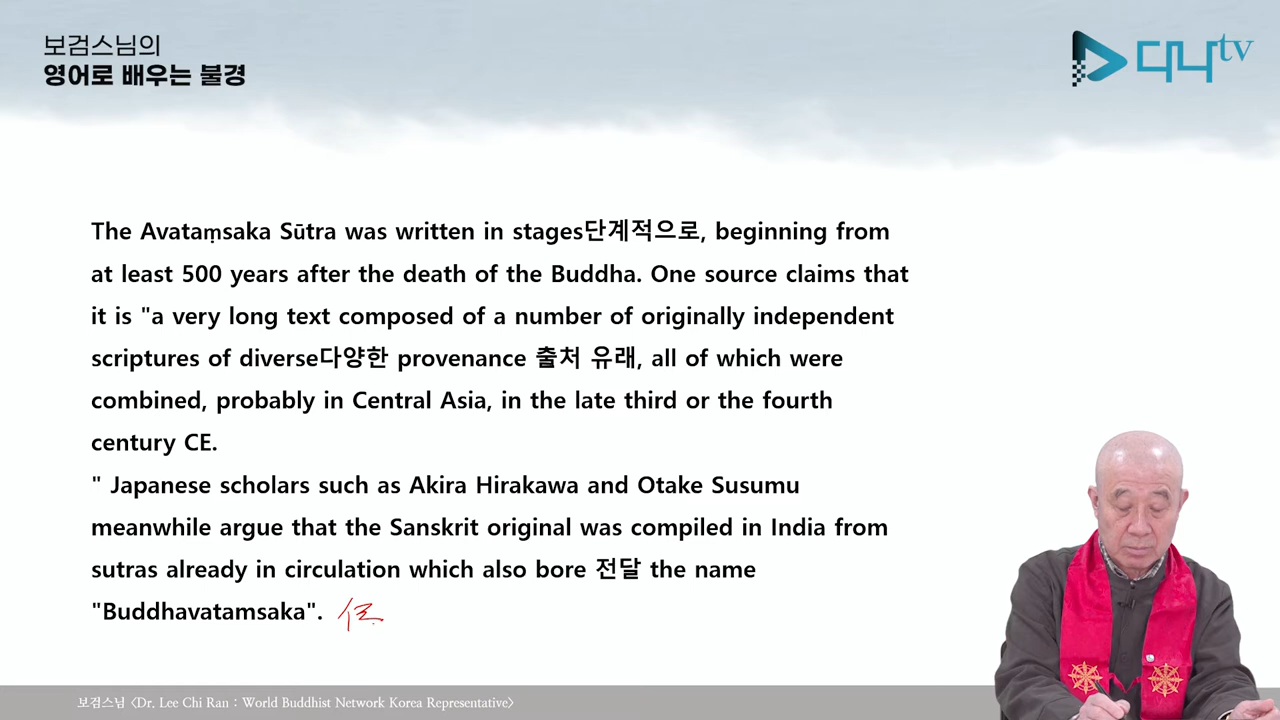 보검스님의
영어로 배우는 불경
디나tv
The Avataṃsaka Sūtra was written in stages단계적으로, beginning from
at least 500 years after the death of the Buddha. One source claims that
it is "a very long text composed of a number of originally independent
scriptures of diverse다양한 provenance 출처 유래, all of which were
combined, probably in Central Asia, in the late third or the fourth
century CE.
" Japanese scholars such as Akira Hirakawa and Otake Susumu
meanwhile argue that the Sanskrit original was compiled in India from
sutras already in circulation which also bore 전달 the name
"Buddhavatamsaka".
보검스님 <Dr. Lee Chi Ran : World Buddhist Network Korea Representative>